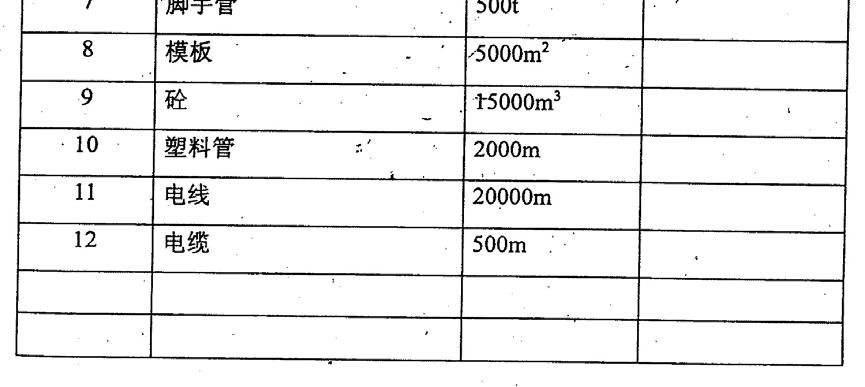 7 脚手管 500t
8 模板 5000m²
9 砼 15000m³
10 塑料管 2000m
11 电线 20000m
12 电缆 500m